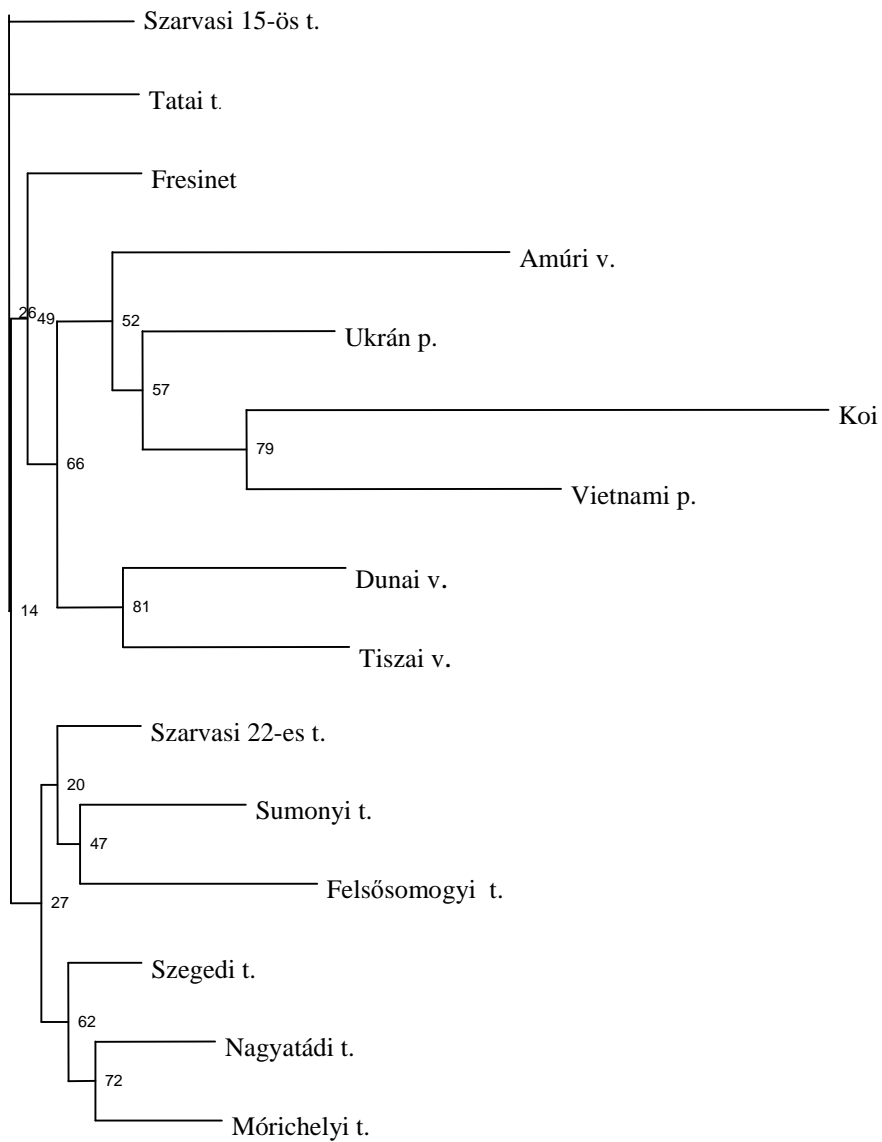 Szarvasi 15-ös t.
Tatai t.
Fresinet
Amúri v.
26
49
52
Ukrán p.
57
Koi
79
66
Vietnami p.
Dunai v.
14
81
Tiszai v.
Szarvasi 22-es t.
20
Sumonyi t.
47
Felsősomogyi t.
27
Szegedi t.
62
Nagyatádi t.
72
Mórichelyi t.